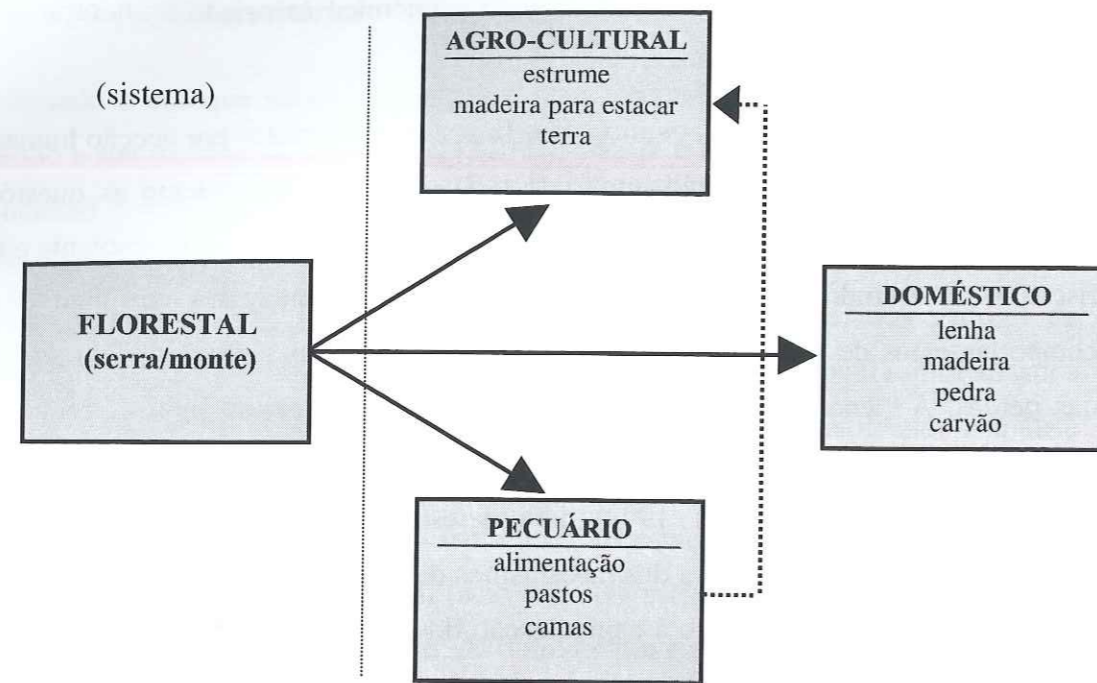 (sistema)
AGRO-CULTURAL
estrume
madeira para estacar
terra
FLORESTAL
(serra/monte)
DOMÉSTICO
lenha
madeira
pedra
carvão
PECUÁRIO
alimentação
pastos
camas